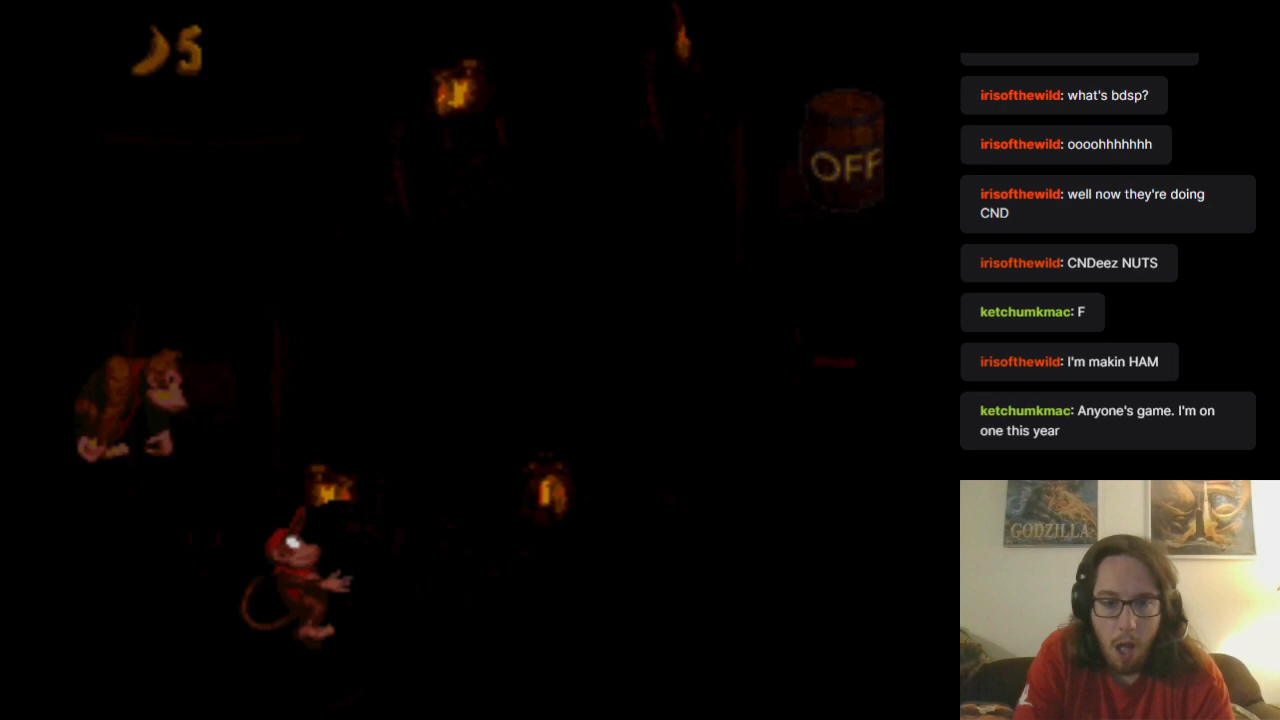 5
OFF
irisofthewild: what's bdsp?
irisofthewild: oooohhhhhhh
irisofthewild: well now they're doing
CND
irisofthewild: CNDeez NUTS
ketchumkmac: F
irisofthewild: I'm makin HAM
ketchumkmac: Anyone's game. I'm on
one this year
GODZILLA